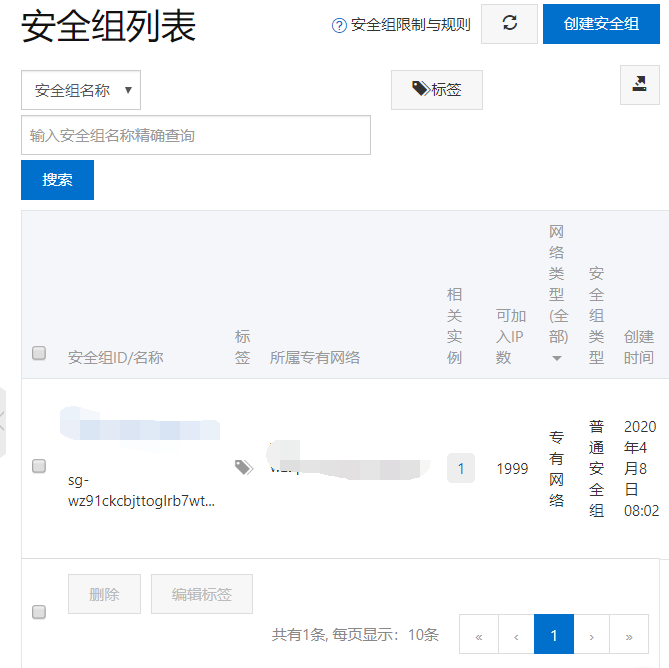 安全组列表
安全组限制与规则
创建安全组
安全组名称
标签
输入安全组名称精确查询
搜索
安全组ID/名称
标签
所属专有网络
相关实例
可加入IP数
网络类型(全部)
安全组类型
创建时间
sg-
wz91ckcbjttoglrb7wt...
1
1999
专有网络
普通安全组
2020年4月8日 08:02
删除
编辑标签
共有1条, 每页显示：10条
« ‹ 1 › »